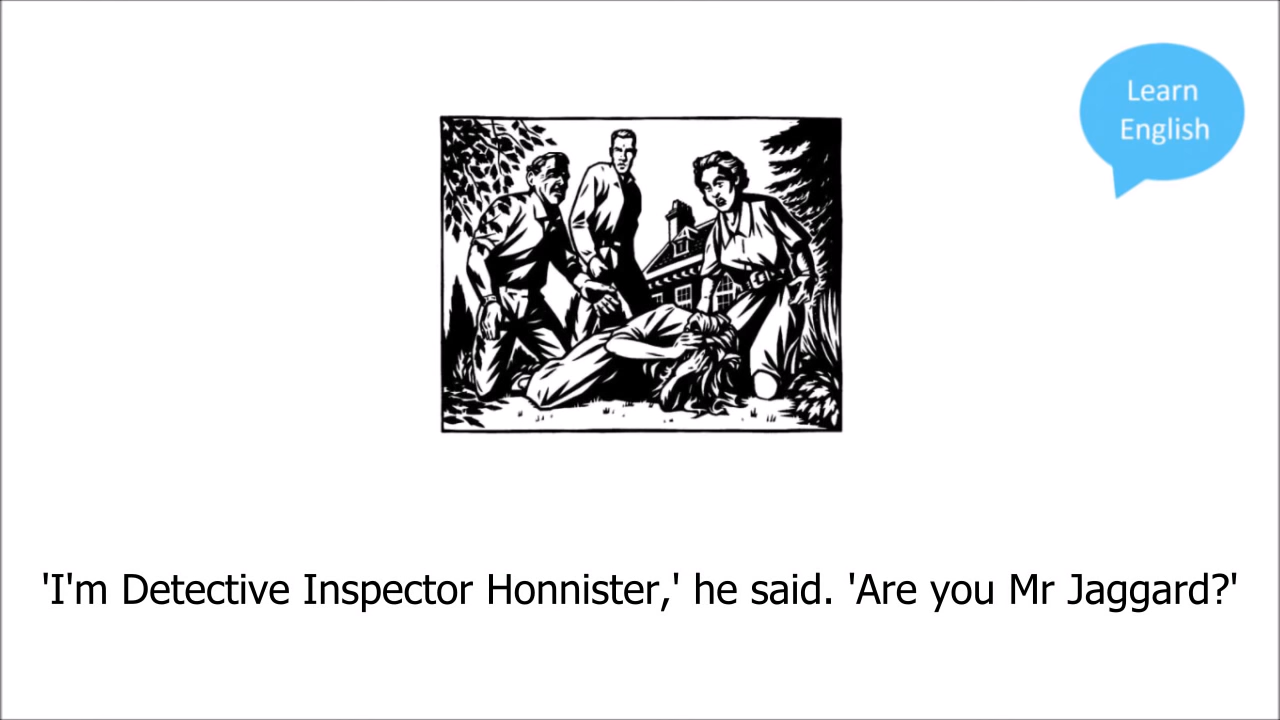 Learn
English
'I'm Detective Inspector Honnister,' he said. 'Are you Mr Jaggard?'